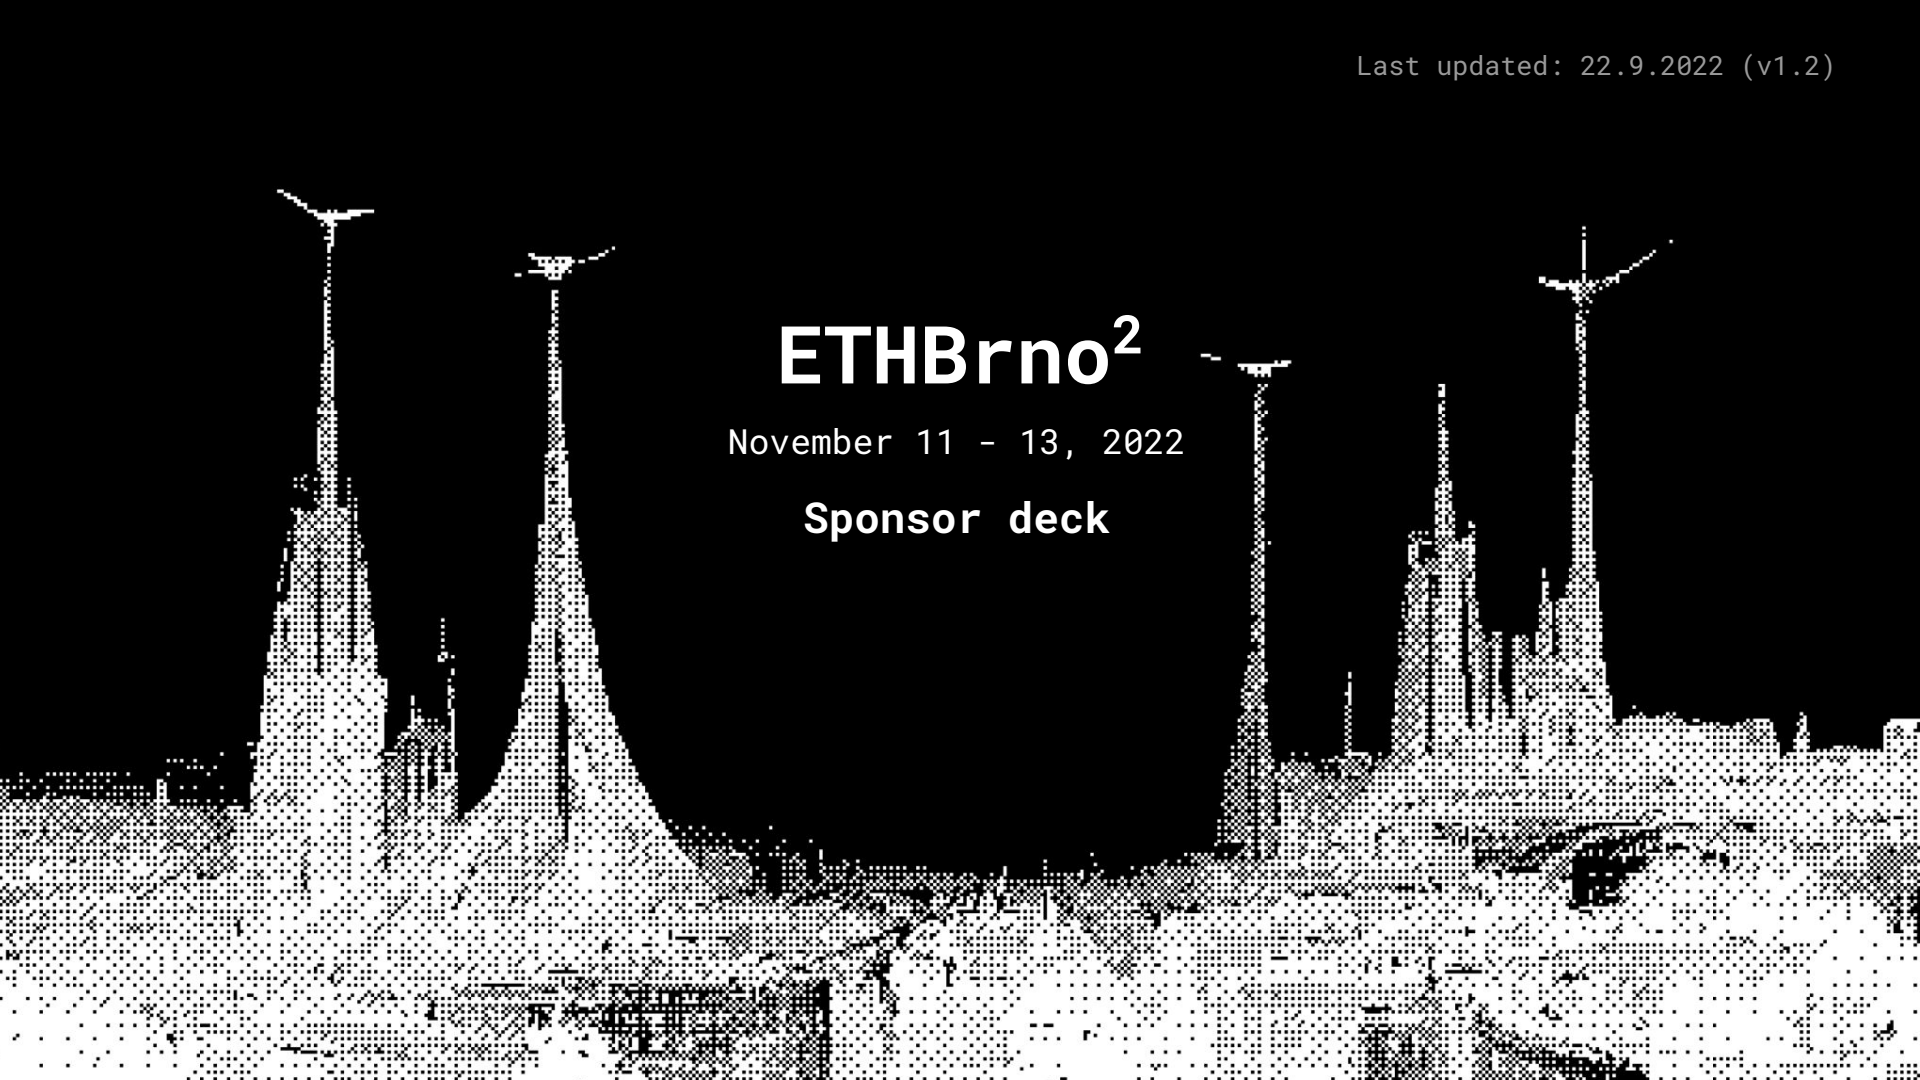 Last updated: 22.9.2022 (v1.2)
ETHBrno²
November 11 - 13, 2022
Sponsor deck